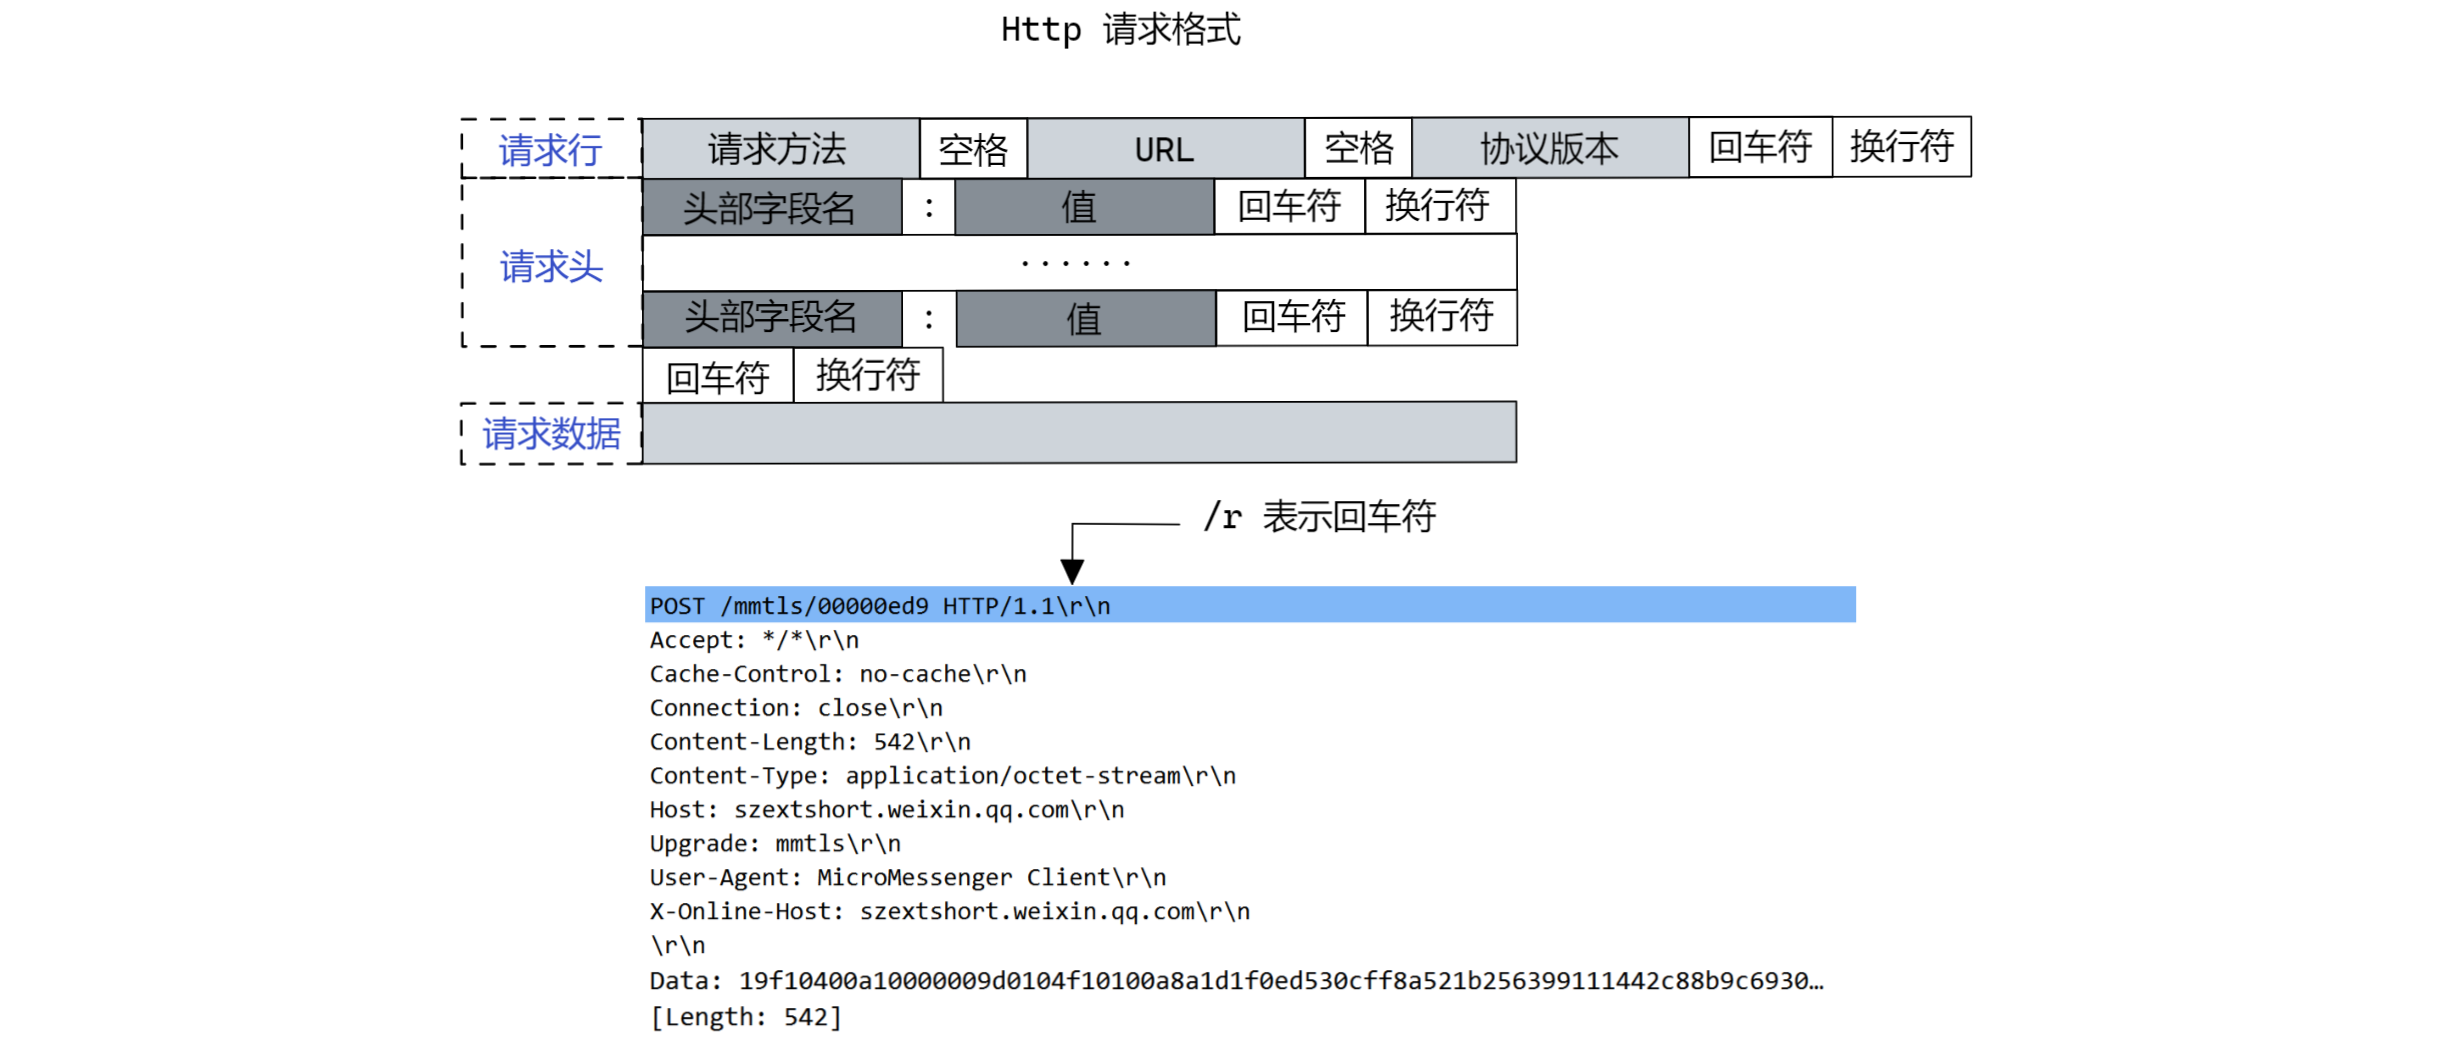 Http 请求格式
请求行 请求方法 空格 URL 空格 协议版本 回车符 换行符
请求头 头部字段名 : 值 回车符 换行符
······
头部字段名 : 值 回车符 换行符
回车符 换行符
请求数据
/r 表示回车符
POST /mmtls/00000ed9 HTTP/1.1\r\n
Accept: */*\r\n
Cache-Control: no-cache\r\n
Connection: close\r\n
Content-Length: 542\r\n
Content-Type: application/octet-stream\r\n
Host: szextshort.weixin.qq.com\r\n
Upgrade: mmtls\r\n
User-Agent: MicroMessenger Client\r\n
X-Online-Host: szextshort.weixin.qq.com\r\n
\r\n
Data: 19f10400a10000009d0104f10100a8a1d1f0ed530cff8a521b256399111442c88b9c6930…
[Length: 542]